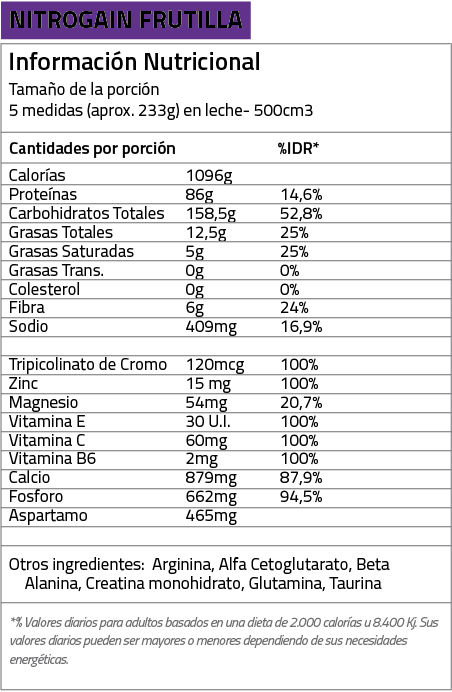 NITROGAIN FRUTILLA
Información Nutricional
Tamaño de la porción
5 medidas (aprox. 233g) en leche- 500cm3
Cantidades por porción %IDR*
Calorías 1096g
Proteínas 86g 14,6%
Carbohidratos Totales 158,5g 52,8%
Grasas Totales 12,5g 25%
Grasas Saturadas 5g 25%
Grasas Trans. 0g 0%
Colesterol 0g 0%
Fibra 6g 24%
Sodio 409mg 16,9%
Tripicolinato de Cromo 120mcg 100%
Zinc 15 mg 100%
Magnesio 54mg 20,7%
Vitamina E 30 U.I. 100%
Vitamina C 60mg 100%
Vitamina B6 2mg 100%
Calcio 879mg 87,9%
Fosforo 662mg 94,5%
Aspartamo 465mg
Otros ingredientes: Arginina, Alfa Cetoglutarato, Beta
Alanina, Creatina monohidrato, Glutamina, Taurina
*% Valores diarios para adultos basados en una dieta de 2.000 calorías u 8.400 Kj. Sus
valores diarios pueden ser mayores o menores dependiendo de sus necesidades
energéticas.